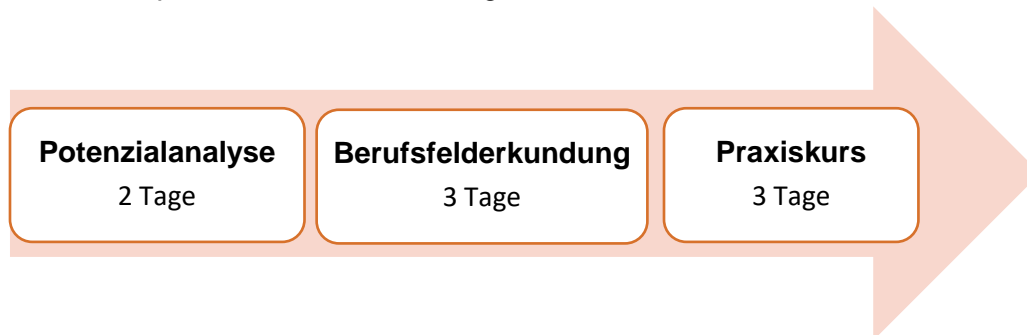 Potenzialanalyse
2 Tage
Berufsfelderkundung
3 Tage
Praxiskurs
3 Tage